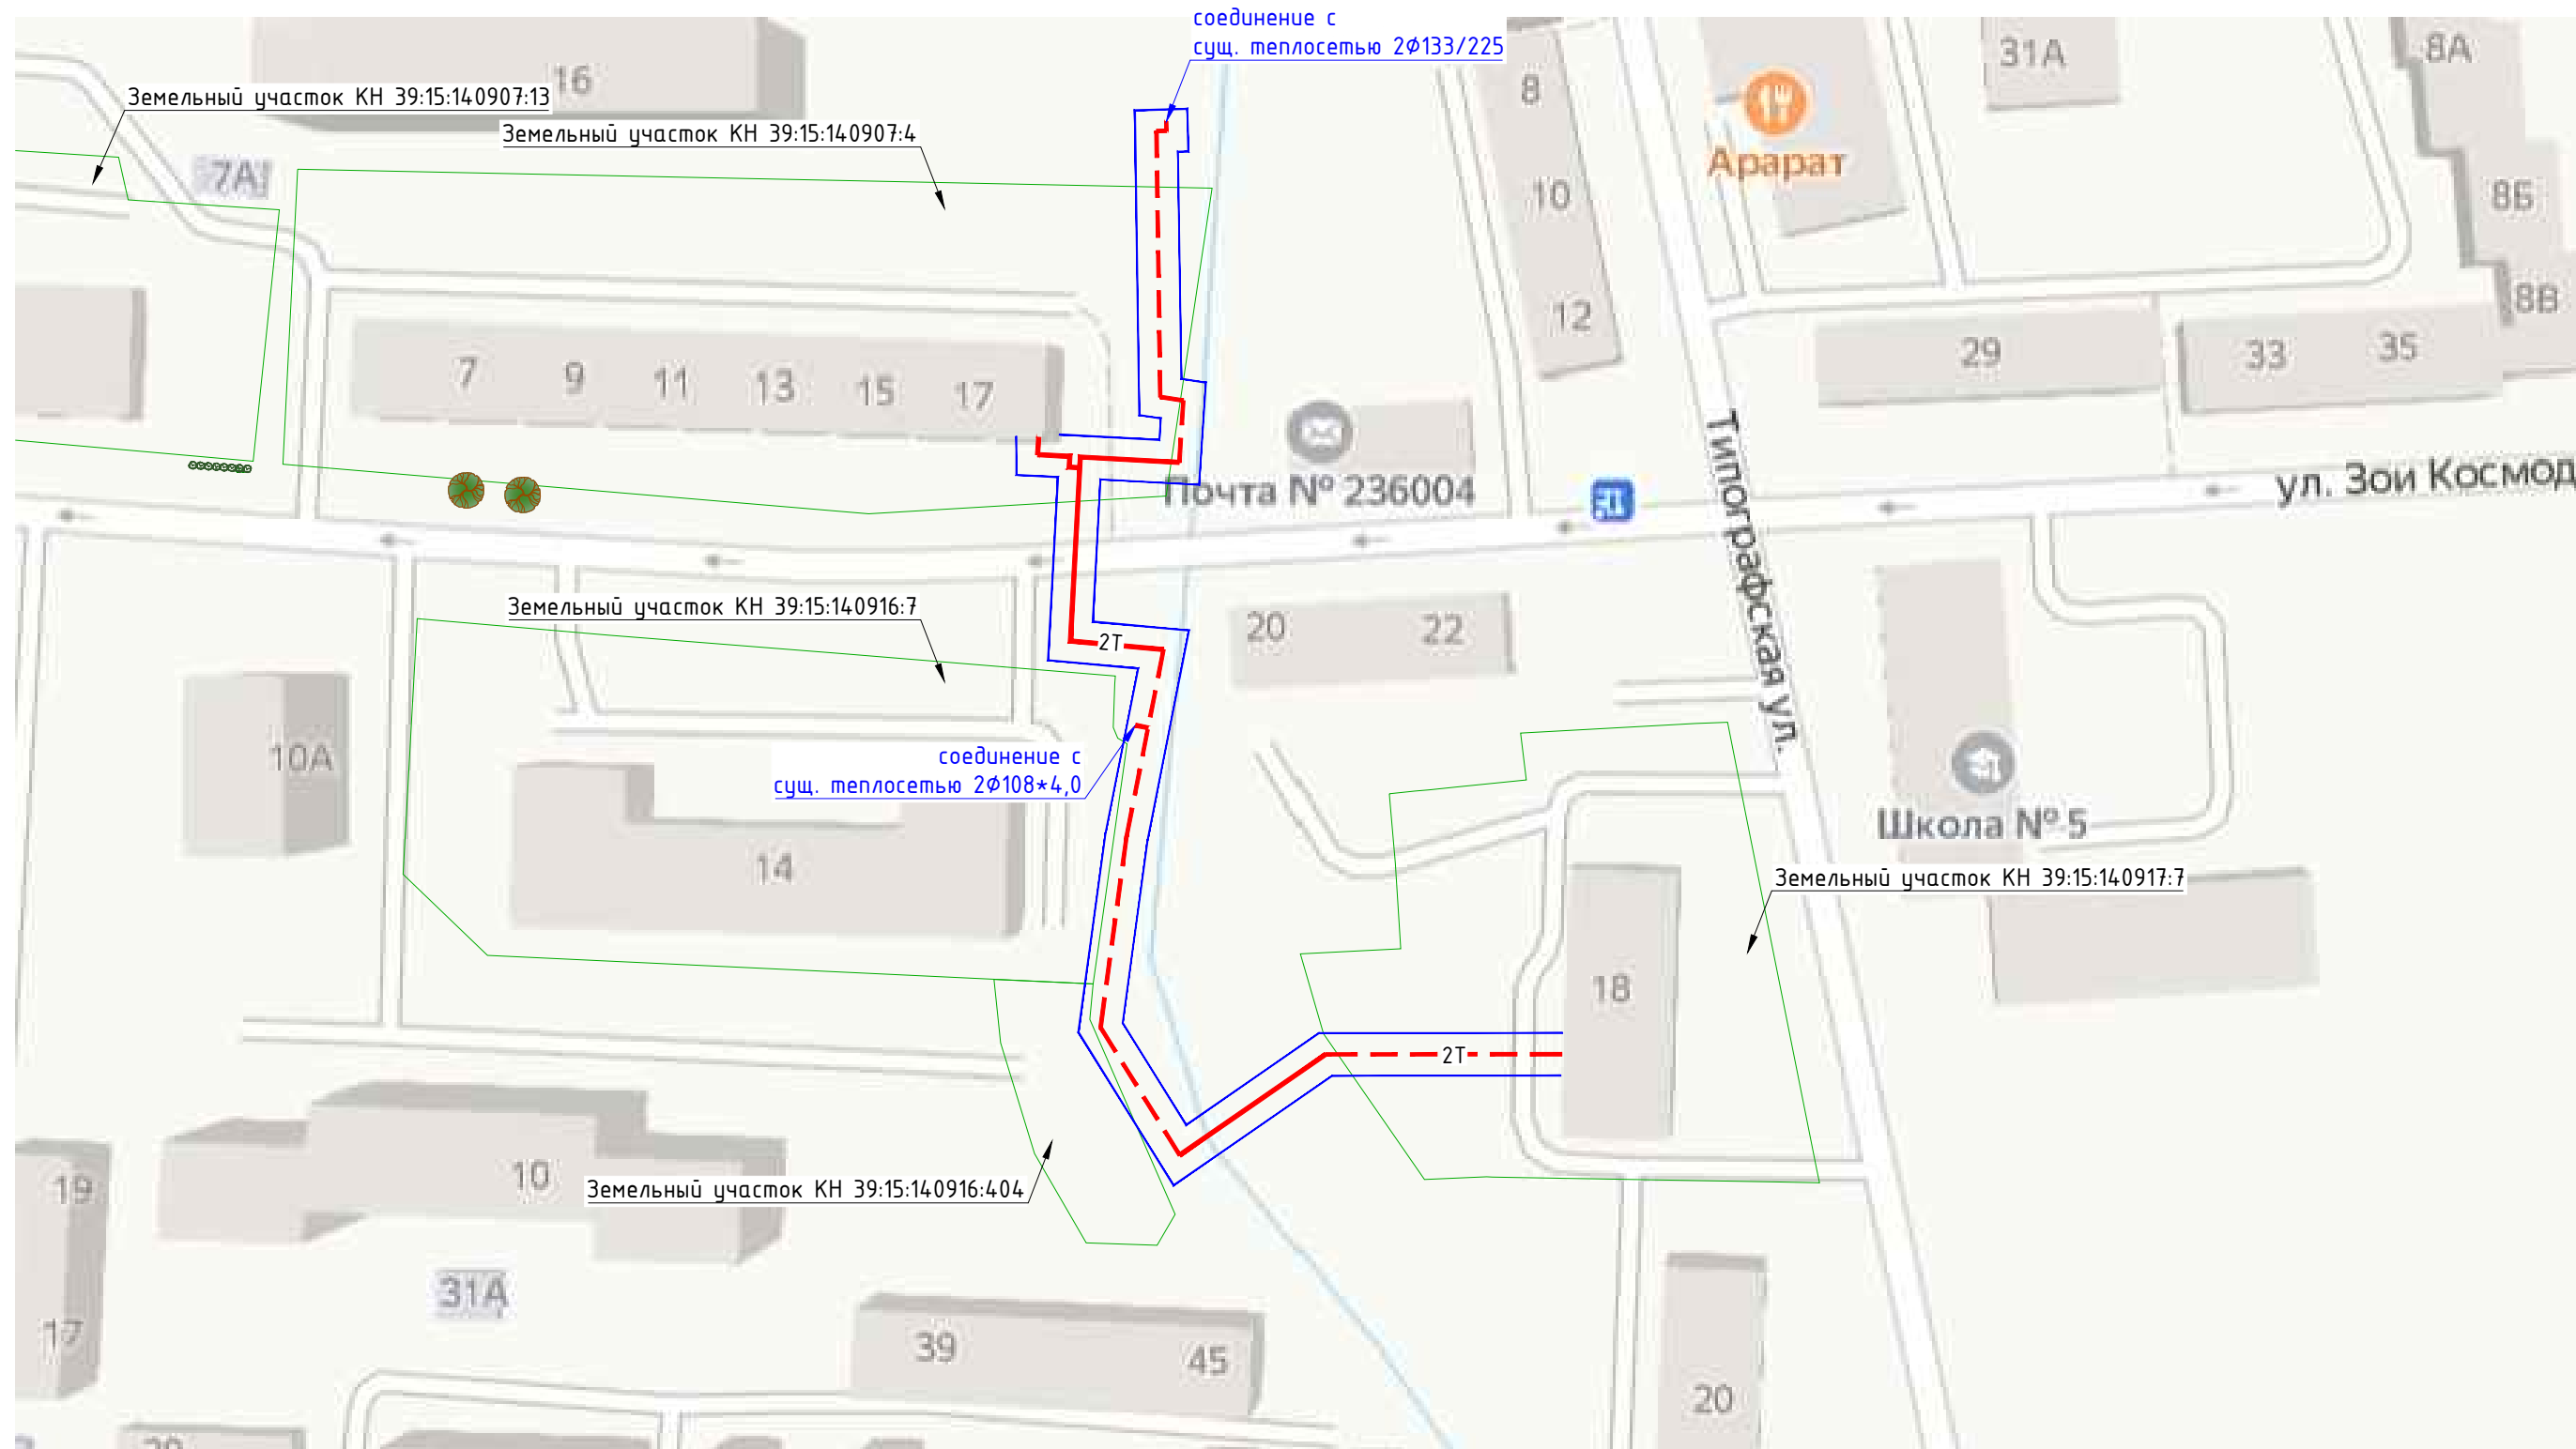 соединение с
сущ. теплосетью 2Ф133/225
16
Земельный участок КН 39:15:140907:13
Земельный участок КН 39:15:140907:4
7А
8
10
12
Арарат
31А
8А
8Б
8В
7
9
11
13
15
17
29
33
35
Почта № 236004
Типографская ул.
ул. Зои Космод
Земельный участок КН 39:15:140916:7
2Т
20
22
10А
соединение с
сущ. теплосетью 2Ф108*4,0
14
Школа № 5
Земельный участок КН 39:15:140917:7
18
2Т
10
19
17
Земельный участок КН 39:15:140916:404
31А
39
45
20